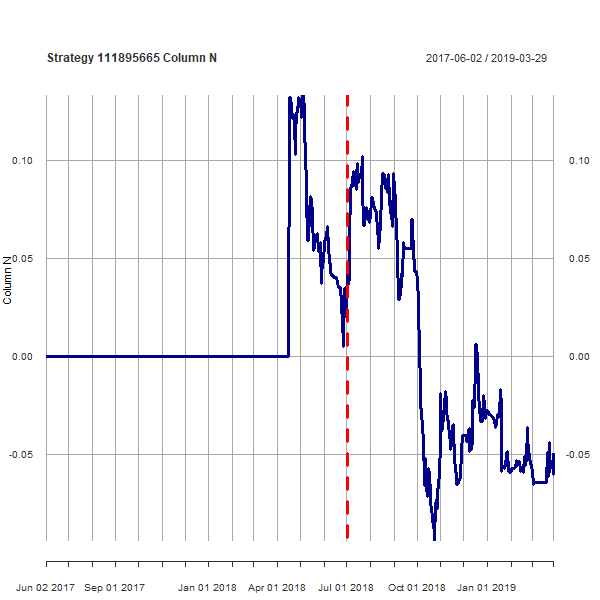 Strategy 111895665 Column N
2017-06-02 / 2019-03-29
0.10
0.10
0.05
0.05
0.00
0.00
-0.05
-0.05
Column N
Jun 02 2017
Sep 01 2017
Jan 01 2018
Apr 01 2018
Jul 01 2018
Oct 01 2018
Jan 01 2019